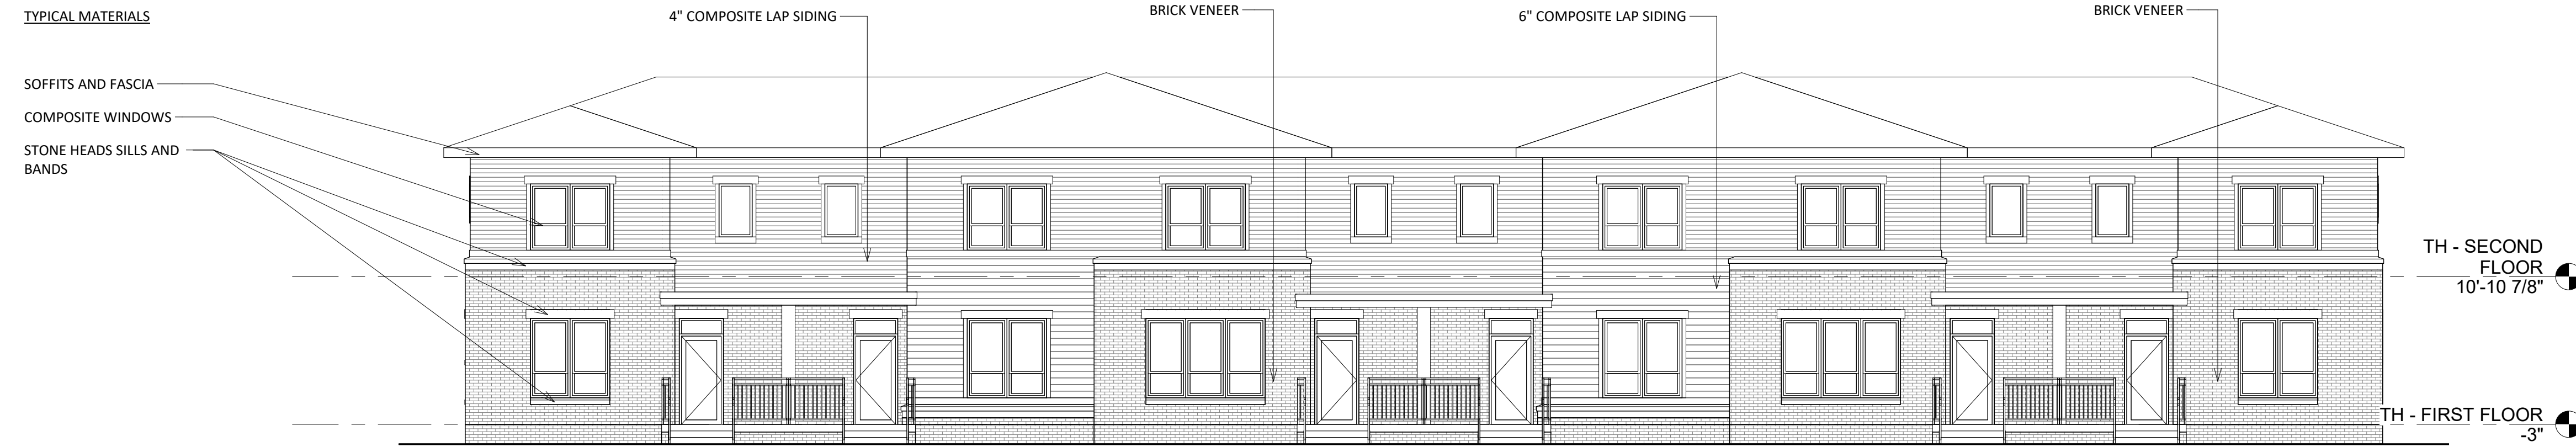 TYPICAL MATERIALS
4" COMPOSITE LAP SIDING
BRICK VENEER
6" COMPOSITE LAP SIDING
BRICK VENEER
SOFFITS AND FASCIA
COMPOSITE WINDOWS
STONE HEADS SILLS AND
BANDS
TH - SECOND
FLOOR
10'-10 7/8"
TH - FIRST FLOOR
-3"